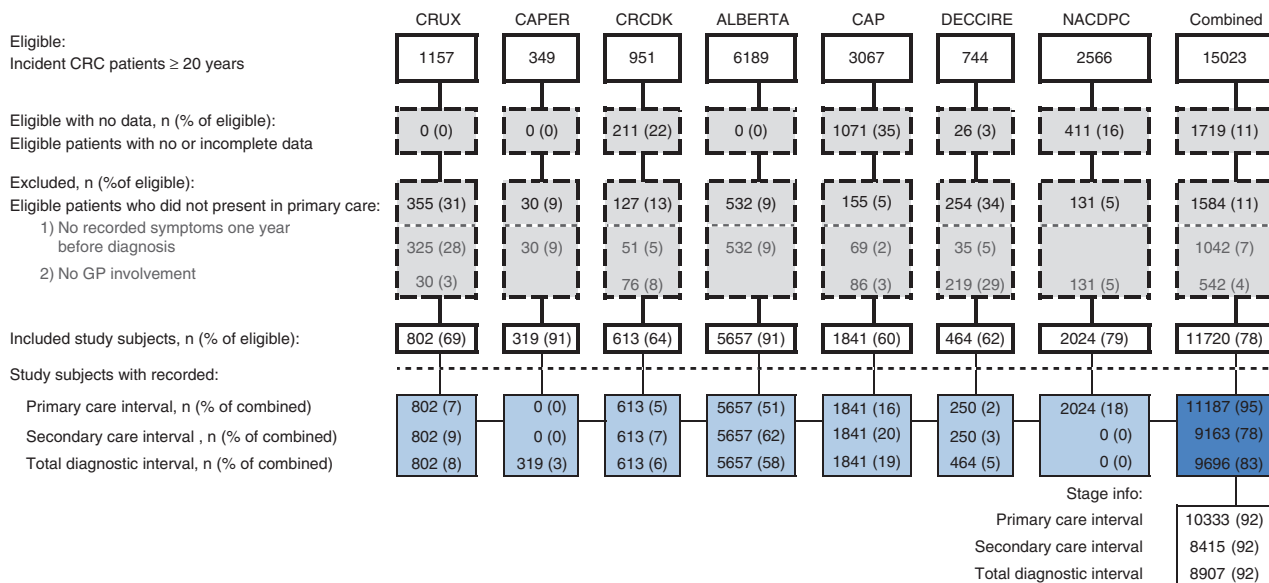 CRUX CAPER CRCDK ALBERTA CAP DECCIRE NACDPC Combined
Eligible:
Incident CRC patients ≥ 20 years 1157 349 951 6189 3067 744 2566 15023
Eligible with no data, n (% of eligible):
Eligible patients with no or incomplete data 0 (0) 0 (0) 211 (22) 0 (0) 1071 (35) 26 (3) 411 (16) 1719 (11)
Excluded, n (%of eligible):
Eligible patients who did not present in primary care: 355 (31) 30 (9) 127 (13) 532 (9) 155 (5) 254 (34) 131 (5) 1584 (11)
1) No recorded symptoms one year
before diagnosis 325 (28) 30 (9) 51 (5) 532 (9) 69 (2) 35 (5) 1042 (7)
2) No GP involvement 30 (3) 76 (8) 86 (3) 219 (29) 131 (5) 542 (4)
Included study subjects, n (% of eligible): 802 (69) 319 (91) 613 (64) 5657 (91) 1841 (60) 464 (62) 2024 (79) 11720 (78)
Study subjects with recorded:
Primary care interval, n (% of combined) 802 (7) 0 (0) 613 (5) 5657 (51) 1841 (16) 250 (2) 2024 (18) 11187 (95)
Secondary care interval , n (% of combined) 802 (9) 0 (0) 613 (7) 5657 (62) 1841 (20) 250 (3) 0 (0) 9163 (78)
Total diagnostic interval, n (% of combined) 802 (8) 319 (3) 613 (6) 5657 (58) 1841 (19) 464 (5) 0 (0) 9696 (83)
Stage info:
Primary care interval 10333 (92)
Secondary care interval 8415 (92)
Total diagnostic interval 8907 (92)